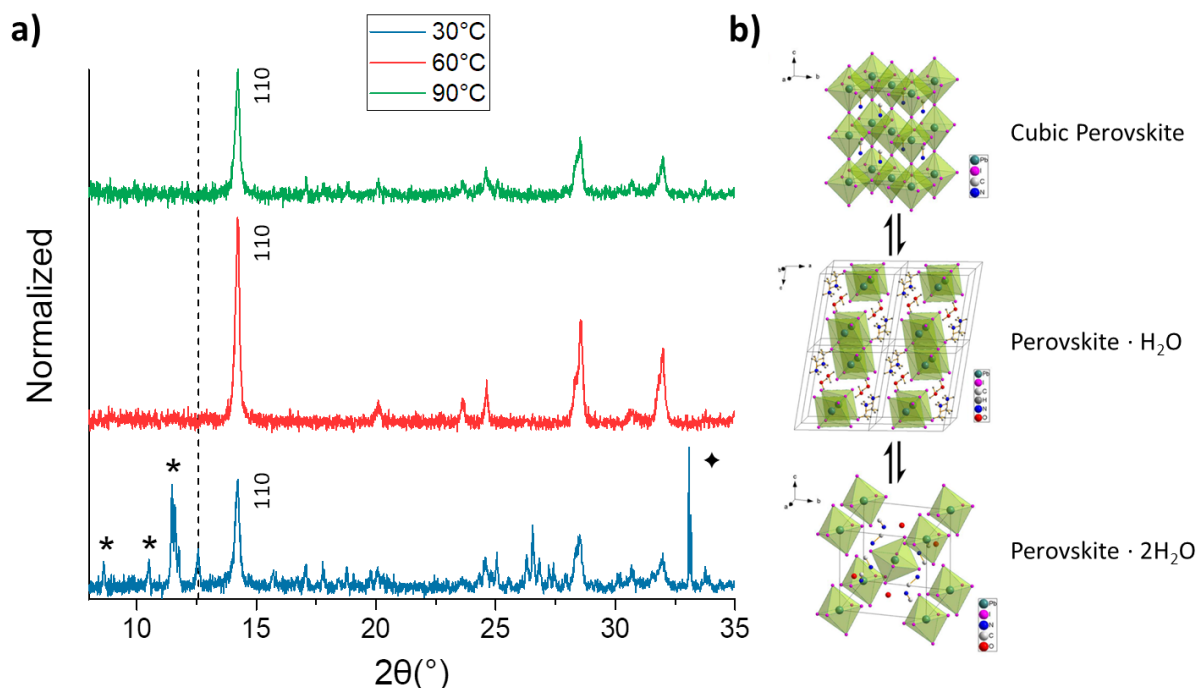 a)
30°C
60°C
90°C
110
110
110
*
*
*
✦
Normalized
10
15
20
25
30
35
2θ(°)
b)
c
a
b
Pb
I
C
N
Cubic Perovskite
b
a
c
Pb
I
C
H
N
O
Perovskite · H₂O
c
a
b
Pb
I
N
C
O
Perovskite · 2H₂O